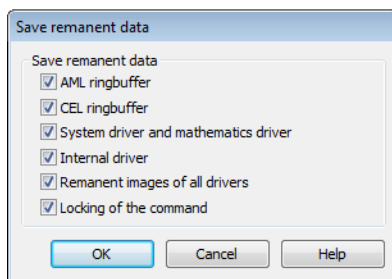 Save remanent data
Save remanent data
AML ringbuffer
CEL ringbuffer
System driver and mathematics driver
Internal driver
Remanent images of all drivers
Locking of the command
OK Cancel Help